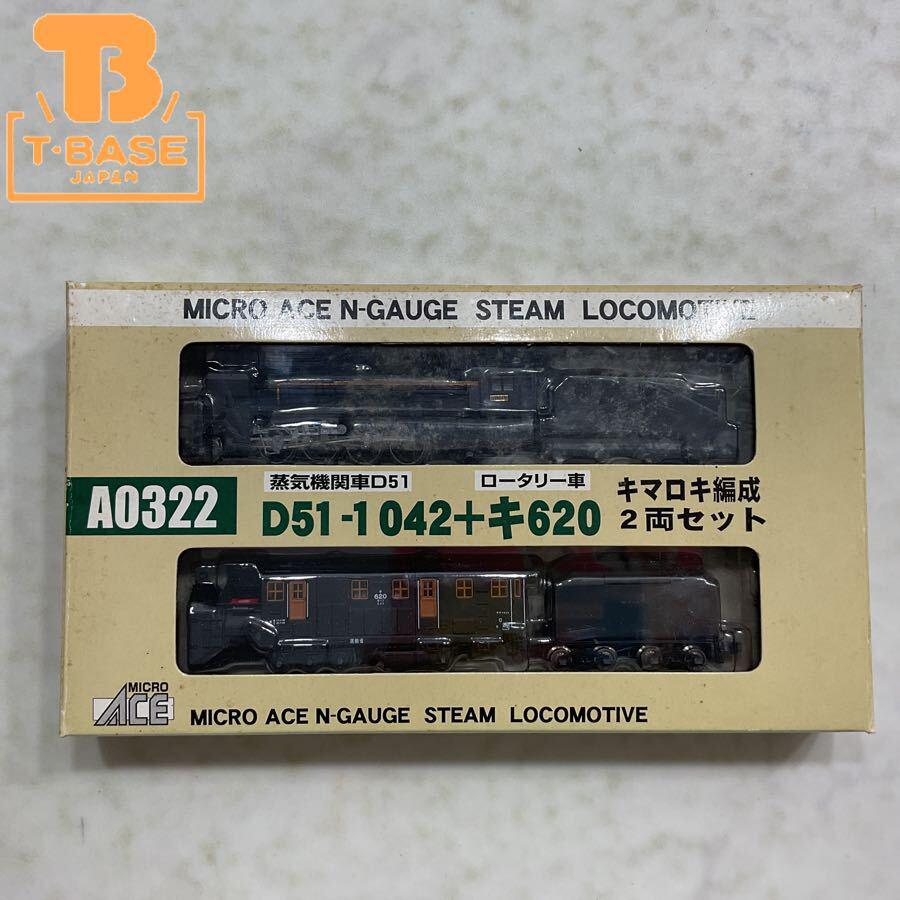 B
T·BASE
JAPAN
MICRO ACE N-GAUGE STEAM LOCOMOTIVE
A0322
蒸気機関車D51
ロータリー車
D51-1042+キ620
キマロキ編成
2両セット
620
MICRO
ACE
MICRO ACE N-GAUGE STEAM LOCOMOTIVE